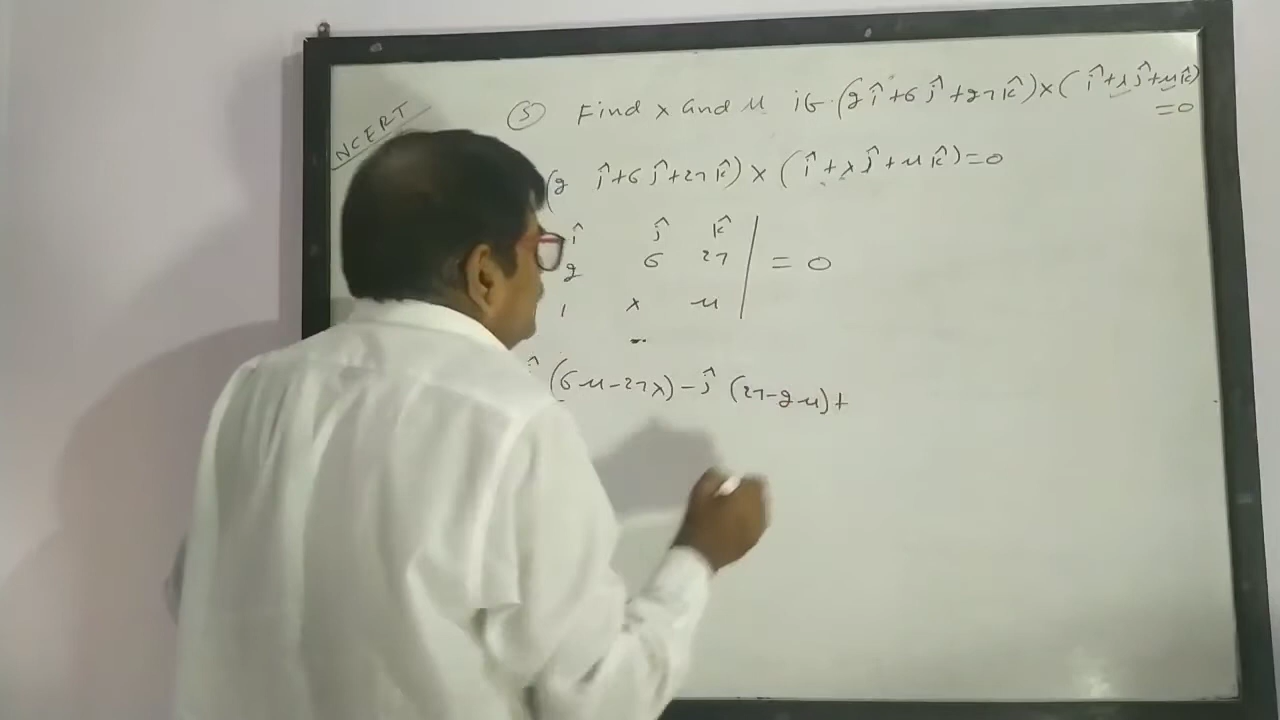 NCERT
⑤ Find λ and μ if (2î+6ĵ+27k̂)×(î+λĵ+μk̂)
=0
(2 î+6ĵ+27k̂)×(î+λĵ+μk̂)=0
î ĵ k̂
2 6 27 | = 0
1 λ μ
î (6μ-27λ)-ĵ (27-2μ)+